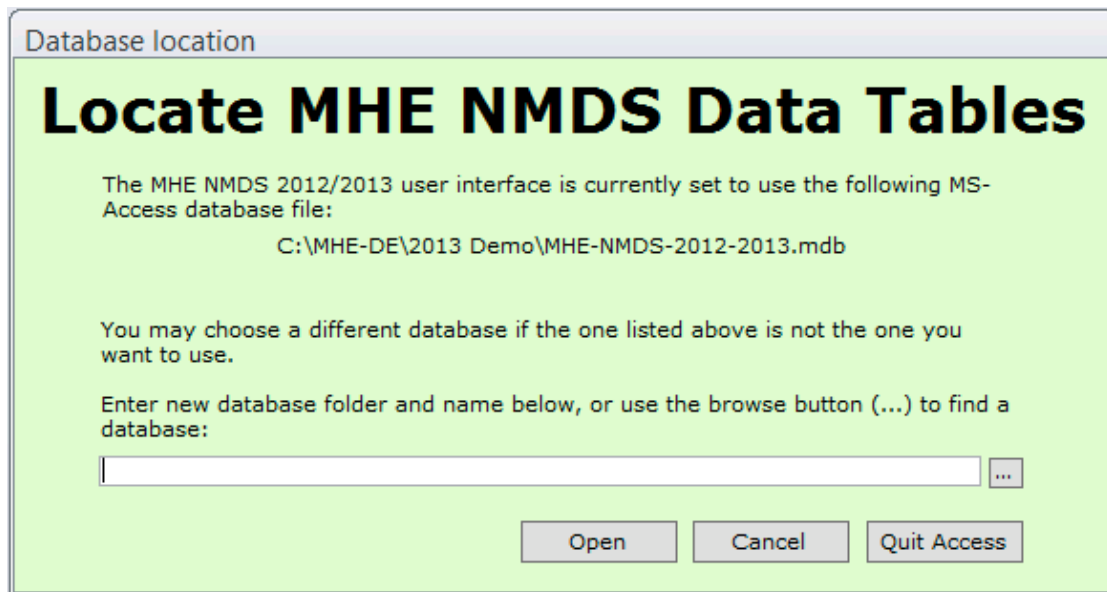 Database location
Locate MHE NMDS Data Tables
The MHE NMDS 2012/2013 user interface is currently set to use the following MS-
Access database file:
C:\MHE-DE\2013 Demo\MHE-NMDS-2012-2013.mdb
You may choose a different database if the one listed above is not the one you
want to use.
Enter new database folder and name below, or use the browse button (...) to find a
database:
...
Open Cancel Quit Access